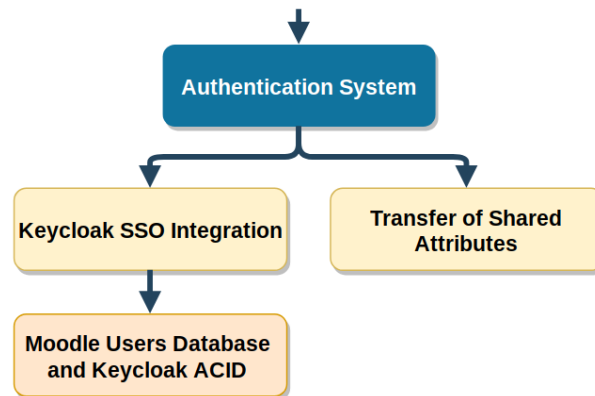 Authentication System
Keycloak SSO Integration
Transfer of Shared
Attributes
Moodle Users Database
and Keycloak ACID